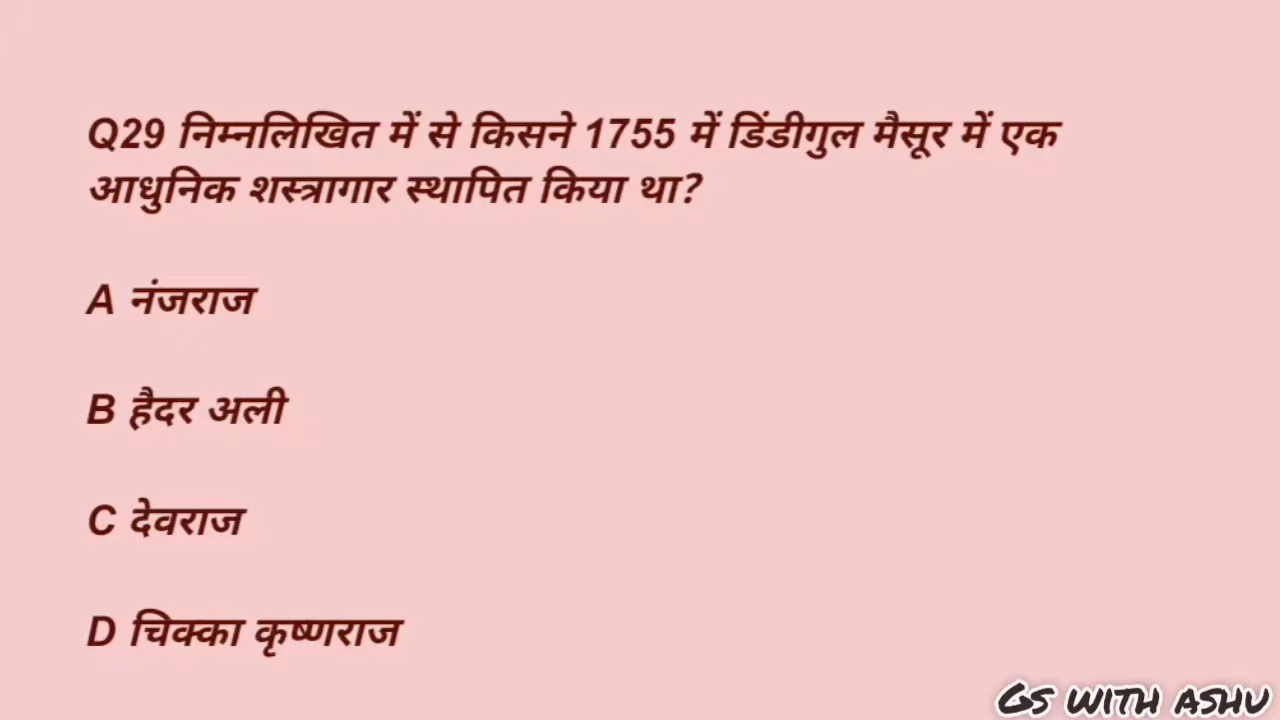 Q29 निम्नलिखित में से किसने 1755 में डिंडीगुल मैसूर में एक
आधुनिक शस्त्रागार स्थापित किया था?
A नंजराज
B हैदर अली
C देवराज
D चिक्का कृष्णराज
GS WITH ASHU